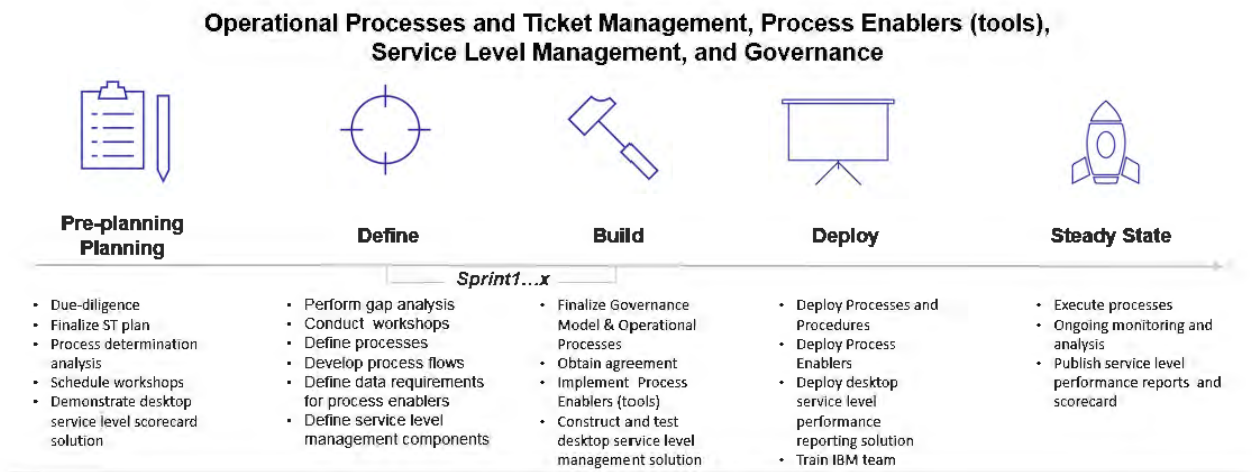 Operational Processes and Ticket Management, Process Enablers (tools),
Service Level Management, and Governance
Pre-planning
Planning
Define
Build
Deploy
Steady State
Sprint1...x
• Due-diligence
• Finalize ST plan
• Process determination
analysis
• Schedule workshops
• Demonstrate desktop
service level scorecard
solution
• Perform gap analysis
• Conduct workshops
• Define processes
• Develop process flows
• Define data requirements
for process enablers
• Define service level
management components
• Finalize Governance
Model & Operational
Processes
• Obtain agreement
• Implement Process
Enablers (tools)
• Construct and test
desktop service level
management solution
• Deploy Processes and
Procedures
• Deploy Process
Enablers
• Deploy desktop
service level
performance
reporting solution
• Train IBM team
• Execute processes
• Ongoing monitoring and
analysis
• Publish service level
performance reports and
scorecard